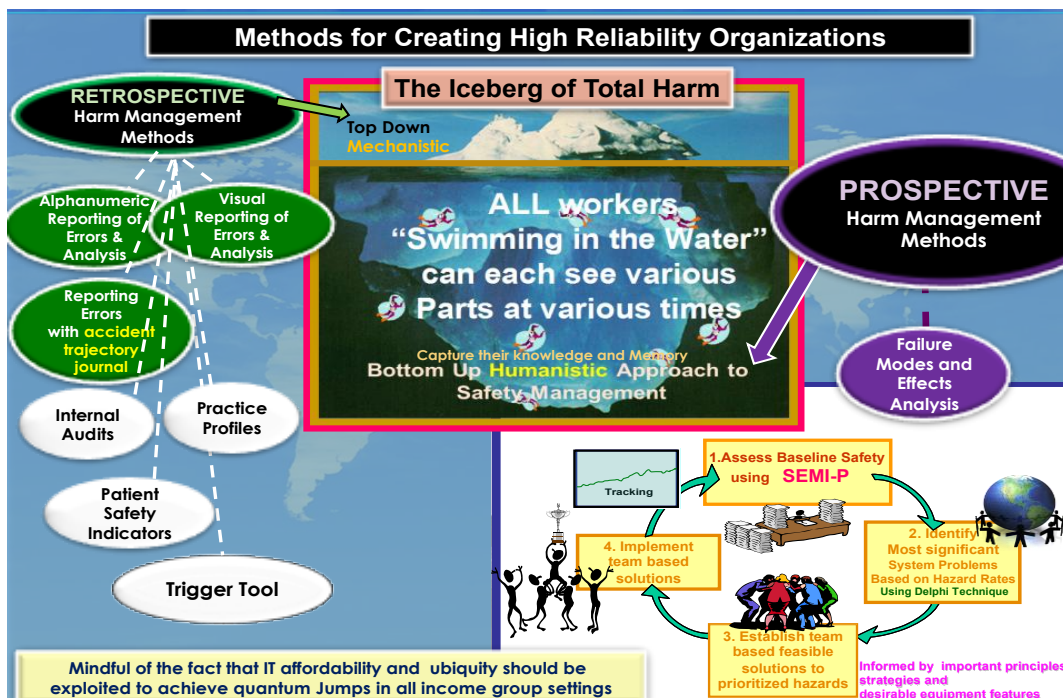 Methods for Creating High Reliability Organizations
RETROSPECTIVE
Harm Management
Methods
The Iceberg of Total Harm
Top Down
Mechanistic
ALL workers
“Swimming in the Water”
can each see various
Parts at various times
Capture their knowledge and Memory
Bottom Up Humanistic Approach to
Safety Management
PROSPECTIVE
Harm Management
Methods
Alphanumeric
Reporting of
Errors &
Analysis
Visual
Reporting of
Errors &
Analysis
Reporting
Errors
with accident
trajectory
journal
Internal
Audits
Practice
Profiles
Patient
Safety
Indicators
Trigger Tool
Failure
Modes and
Effects
Analysis
1.Assess Baseline Safety
using SEMI-P
Tracking
2. Identify
Most significant
System Problems
Based on Hazard Rates
Using Delphi Technique
3. Establish team
based feasible
solutions to
prioritized hazards
4. Implement
team based
solutions
Informed by important principles
strategies and
desirable equipment features
Mindful of the fact that IT affordability and ubiquity should be
exploited to achieve quantum Jumps in all income group settings